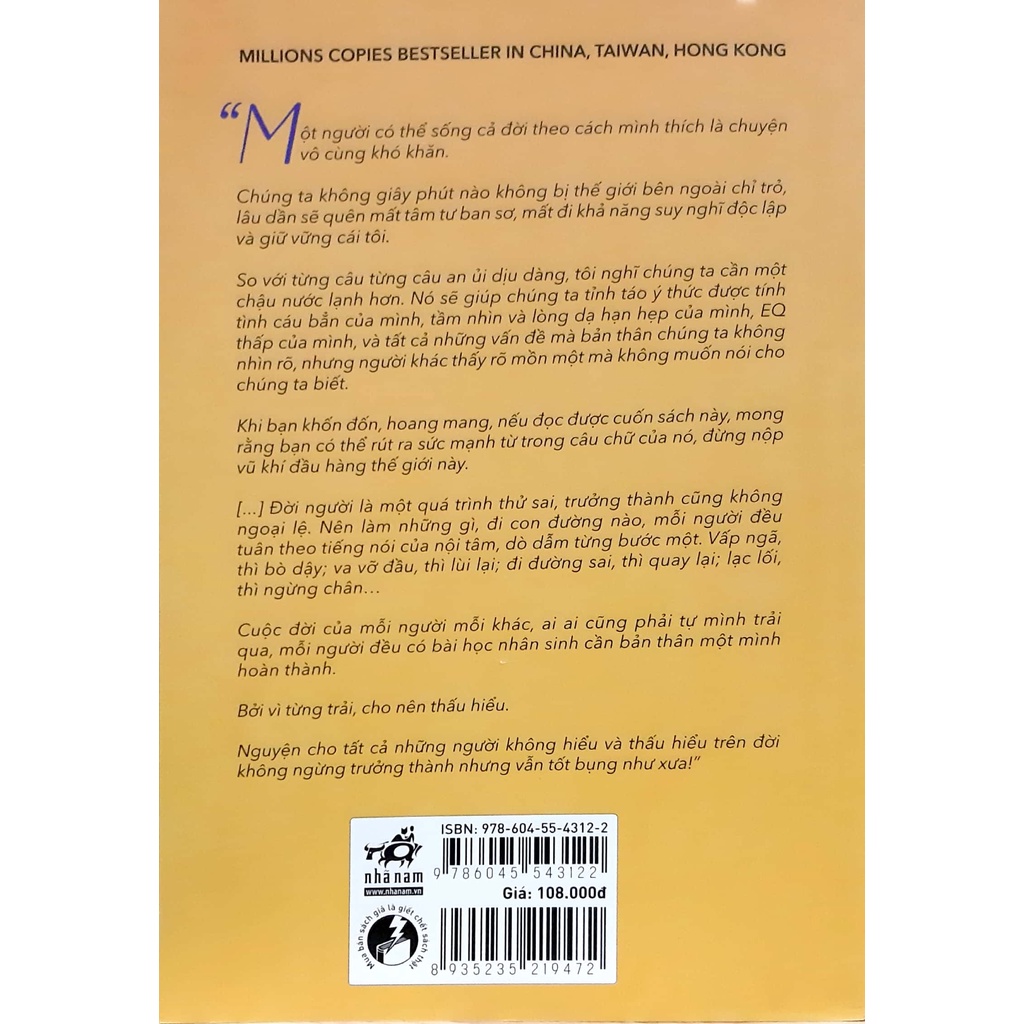 MILLIONS COPIES BESTSELLER IN CHINA, TAIWAN, HONG KONG
“Một người có thể sống cả đời theo cách mình thích là chuyện
vô cùng khó khăn.
Chúng ta không giây phút nào không bị thế giới bên ngoài chỉ trỏ,
lâu dần sẽ quên mất tâm tư ban sơ, mất đi khả năng suy nghĩ độc lập
và giữ vững cái tôi.
So với từng câu từng câu an ủi dịu dàng, tôi nghĩ chúng ta cần một
chậu nước lạnh hơn. Nó sẽ giúp chúng ta tỉnh táo ý thức được tính
tình cáu bẳn của mình, tầm nhìn và lòng dạ hạn hẹp của mình, EQ
thấp của mình, và tất cả những vấn đề mà bản thân chúng ta không
nhìn rõ, nhưng người khác thấy rõ mồn một mà không muốn nói cho
chúng ta biết.
Khi bạn khốn đốn, hoang mang, nếu đọc được cuốn sách này, mong
rằng bạn có thể rút ra sức mạnh từ trong câu chữ của nó, đừng nộp
vũ khí đầu hàng thế giới này.
[...] Đời người là một quá trình thử sai, trưởng thành cũng không
ngoại lệ. Nên làm những gì, đi con đường nào, mỗi người đều
tuân theo tiếng nói của nội tâm, dò dẫm từng bước một. Vấp ngã,
thì bò dậy; va vỡ đầu, thì lùi lại; đi đường sai, thì quay lại; lạc lối,
thì ngừng chân...
Cuộc đời của mỗi người mỗi khác, ai ai cũng phải tự mình trải
qua, mỗi người đều có bài học nhân sinh cần bản thân một mình
hoàn thành.
Bởi vì từng trải, cho nên thấu hiểu.
Nguyện cho tất cả những người không hiểu và thấu hiểu trên đời
không ngừng trưởng thành nhưng vẫn tốt bụng như xưa!”
ISBN: 978-604-55-4312-2
nhã nam
www.nhanam.vn
9 786045 543122
Giá: 108.000đ
Mua bán sách giả là giết chết sách thật
8 935235 219472